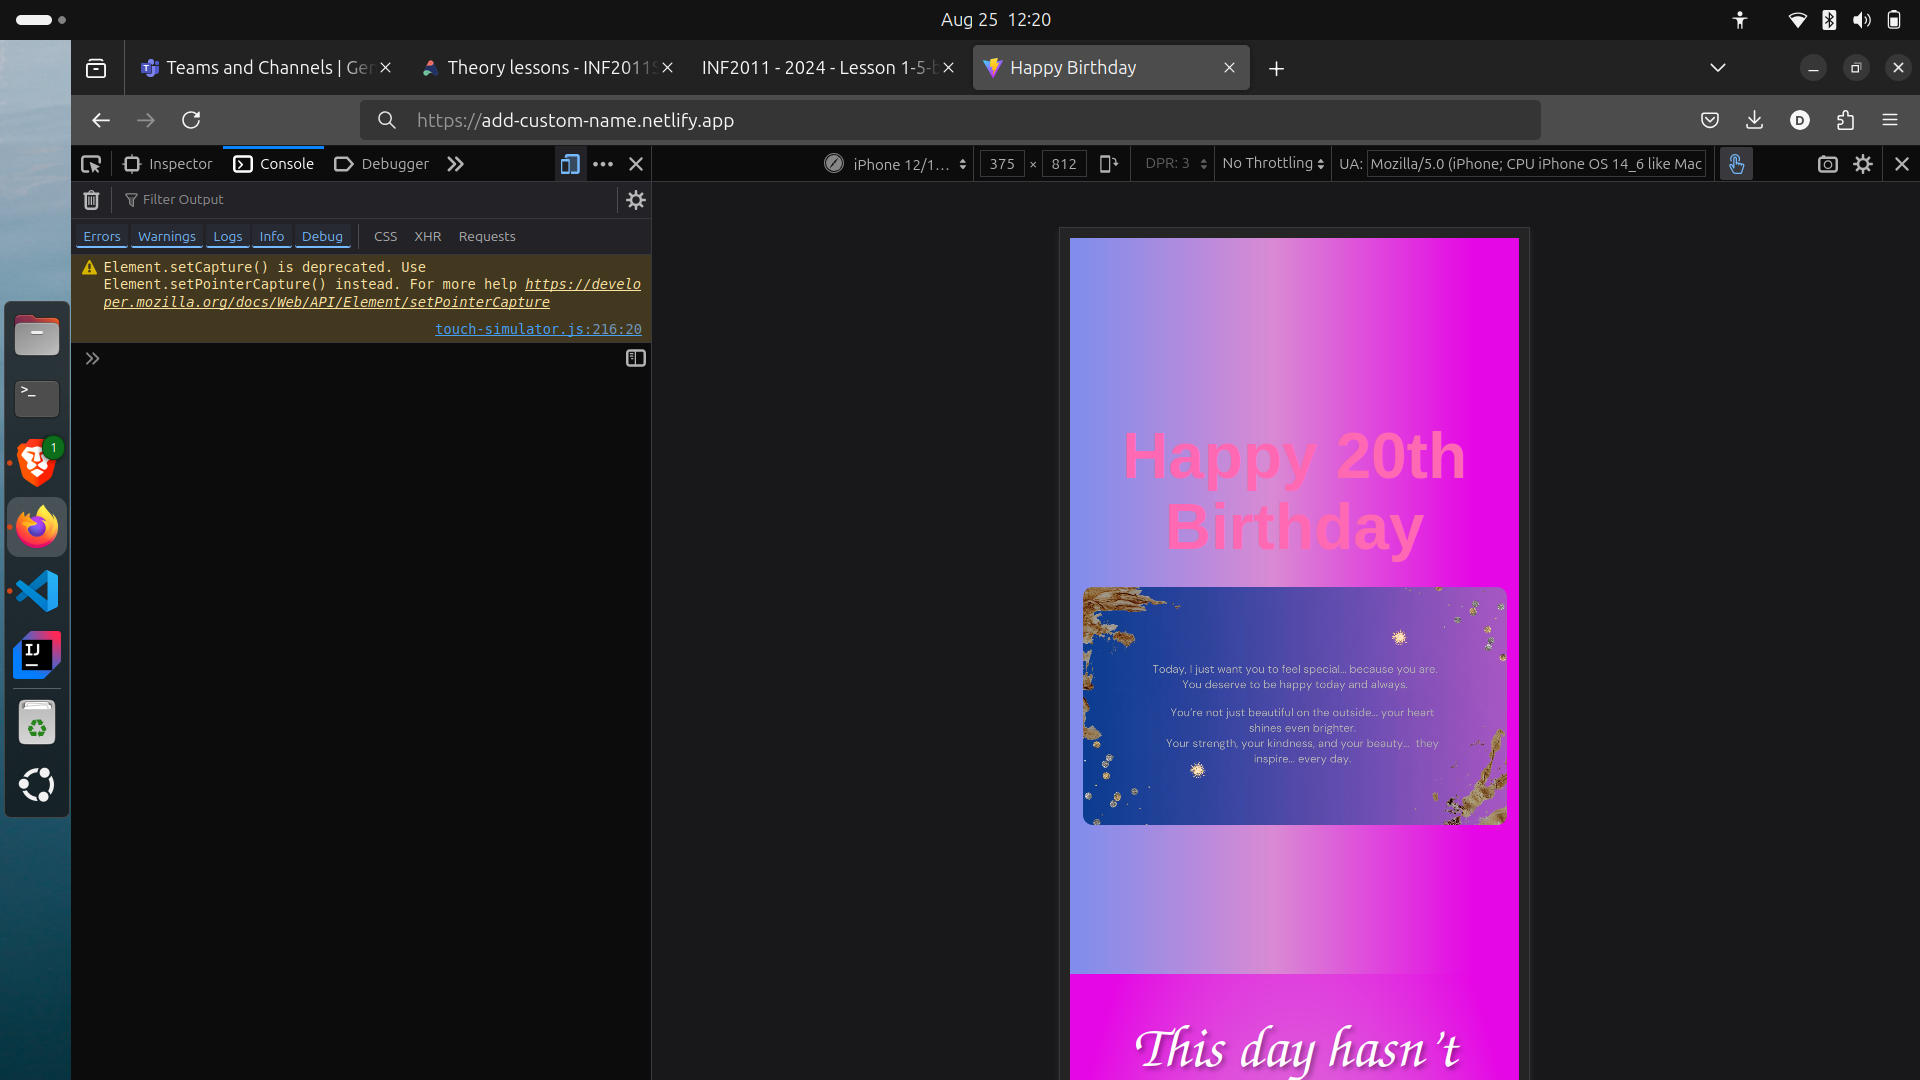 Aug 25 12:20
Teams and Channels | Ger
Theory lessons - INF2011S
INF2011 - 2024 - Lesson 1-5-b
Happy Birthday
https://add-custom-name.netlify.app
D
Inspector
Console
Debugger
iPhone 12/1...
375 × 812
DPR: 3
No Throttling
UA: Mozilla/5.0 (iPhone; CPU iPhone OS 14_6 like Mac
Filter Output
Errors Warnings Logs Info Debug CSS XHR Requests
Element.setCapture() is deprecated. Use
Element.setPointerCapture() instead. For more help https://develo
per.mozilla.org/docs/Web/API/Element/setPointerCapture
touch-simulator.js:216:20
>_
1
IJ
Happy 20th
Birthday
Today, I just want you to feel special... because you are.
You deserve to be happy today and always.
You're not just beautiful on the outside... your heart
shines even brighter.
Your strength, your kindness, and your beauty... they
inspire... every day.
This day hasn't